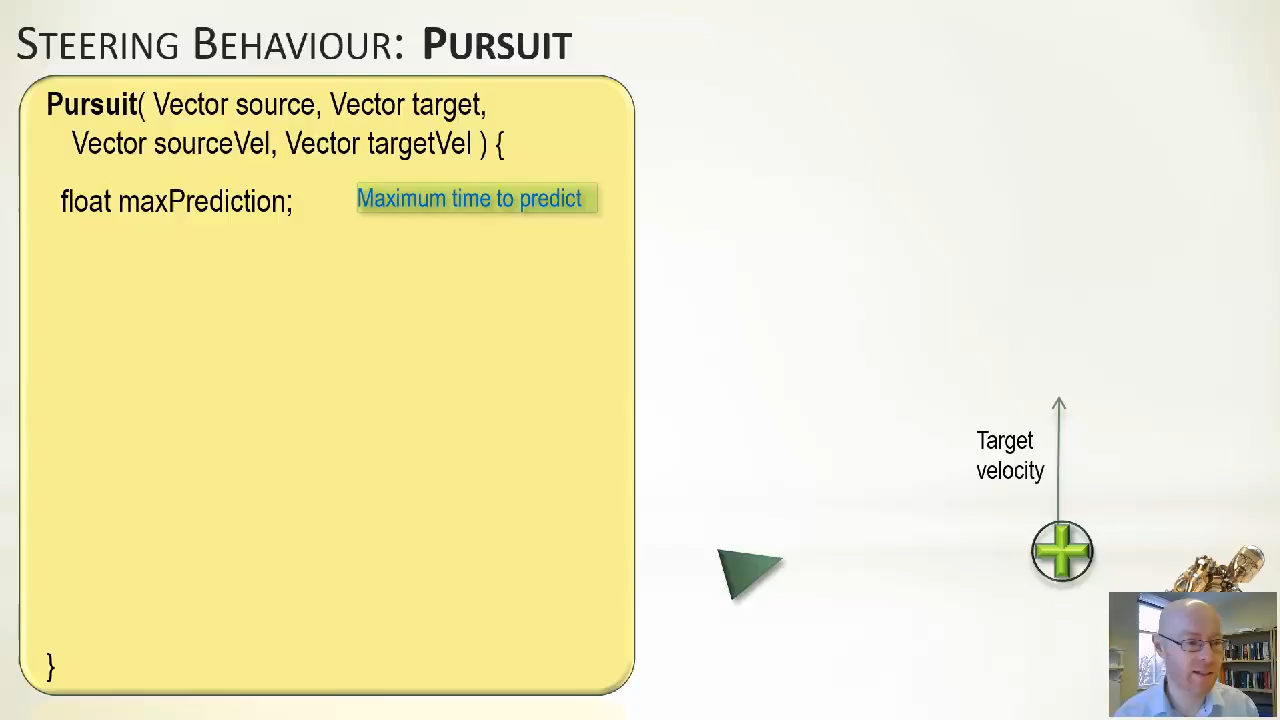 STEERING BEHAVIOUR: PURSUIT
Pursuit( Vector source, Vector target,
Vector sourceVel, Vector targetVel ) {
float maxPrediction;
Maximum time to predict
Target
velocity
}